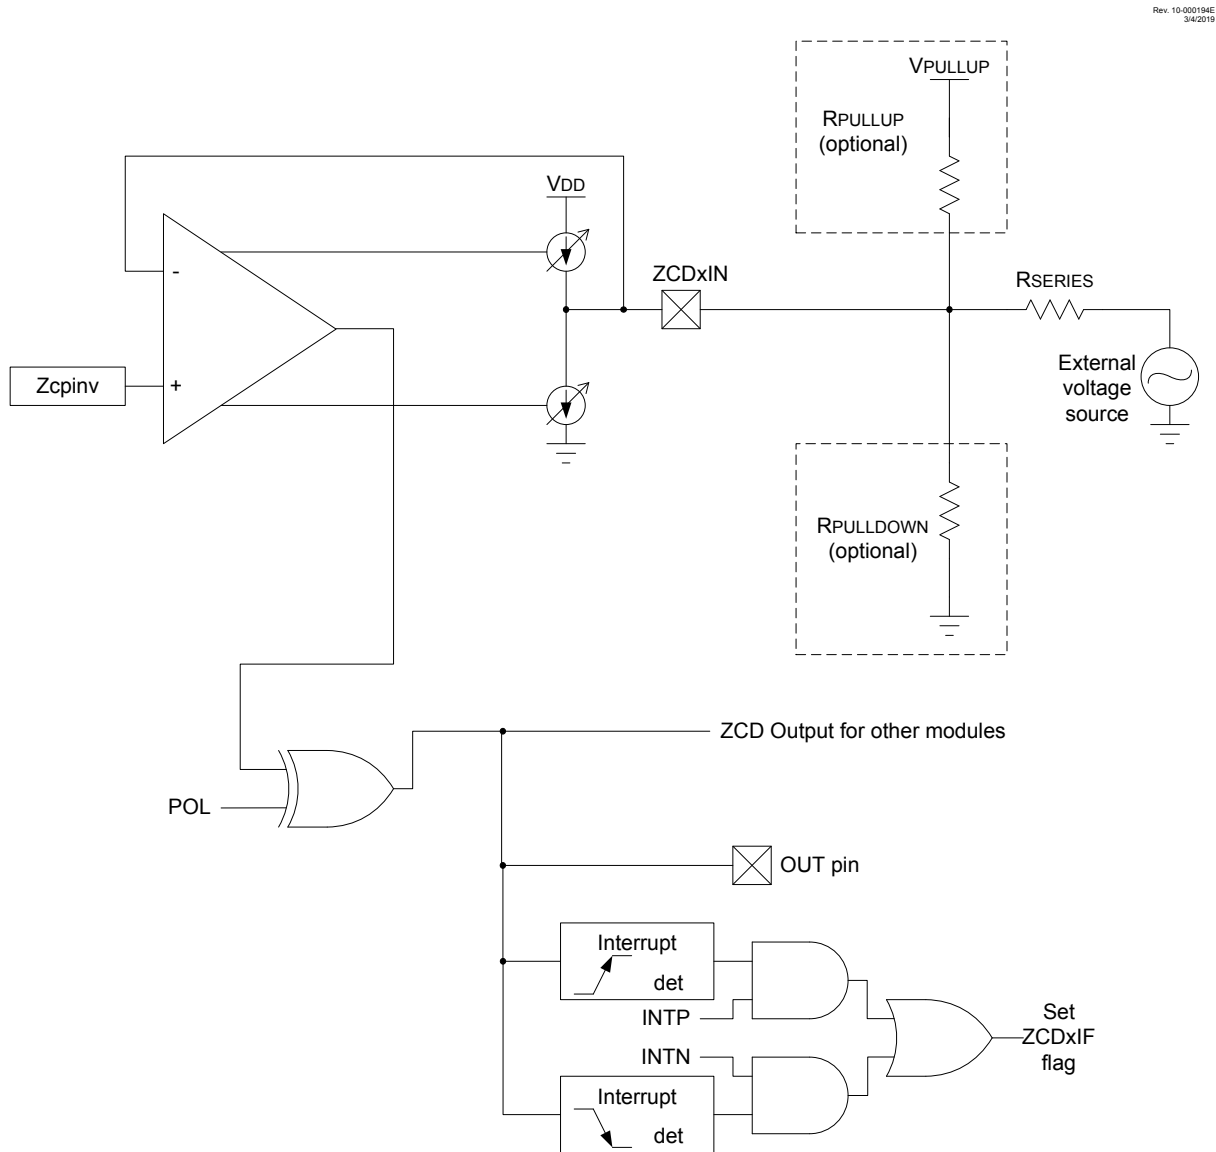 Rev. 10-000194E
3/4/2019
VPULLUP
RPULLUP
(optional)
VDD
ZCDxIN
RSERIES
-
Zcpinv
+
External
voltage
source
RPULLDOWN
(optional)
ZCD Output for other modules
POL
OUT pin
Interrupt
det
INTP
Set
ZCDxIF
flag
INTN
Interrupt
det